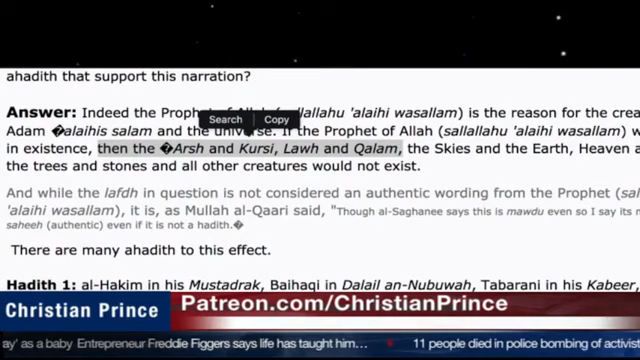 ahadith that support this narration?
Search Copy
Answer: Indeed the Prophet of Allah (sallallahu 'alaihi wasallam) is the reason for the crea
Adam �alaihis salam and the universe. If the Prophet of Allah (sallallahu 'alaihi wasallam) w
in existence, then the �Arsh and Kursi, Lawh and Qalam, the Skies and the Earth, Heaven a
the trees and stones and all other creatures would not exist.
And while the lafdh in question is not considered an authentic wording from the Prophet (sal
'alaihi wasallam), it is, as Mullah al-Qaari said, "Though al-Saghanee says this is mawdu even so I say its m
saheeh (authentic) even if it is not a hadith.�
There are many ahadith to this effect.
Hadith 1: al-Hakim in his Mustadrak, Baihaqi in Dalail an-Nubuwah, Tabarani in his Kabeer,
Christian Prince
Patreon.com/ChristianPrince
ay' as a baby Entrepreneur Freddie Figgers says life has taught him… 11 people died in police bombing of activist